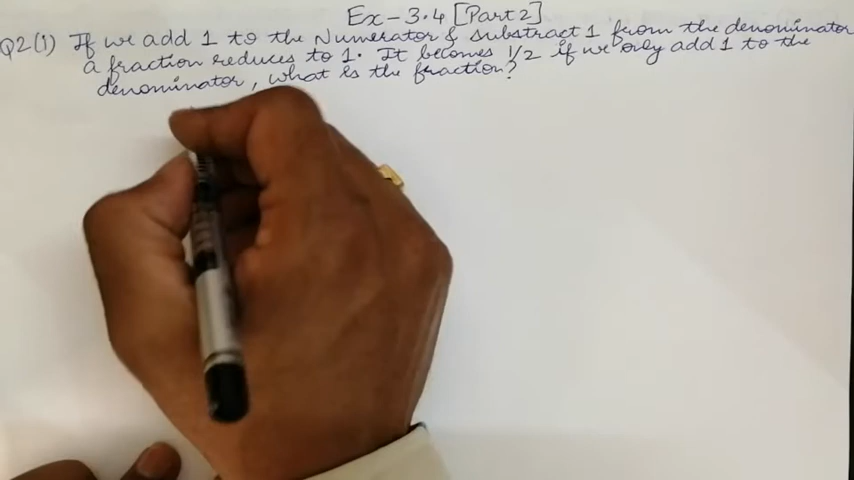 Ex-3.4 [Part 2]
Q2(1) If we add 1 to the Numerator & substract 1 from the denominator
a fraction reduces to 1. It becomes 1/2 if we only add 1 to the
denominator, what is the fraction?